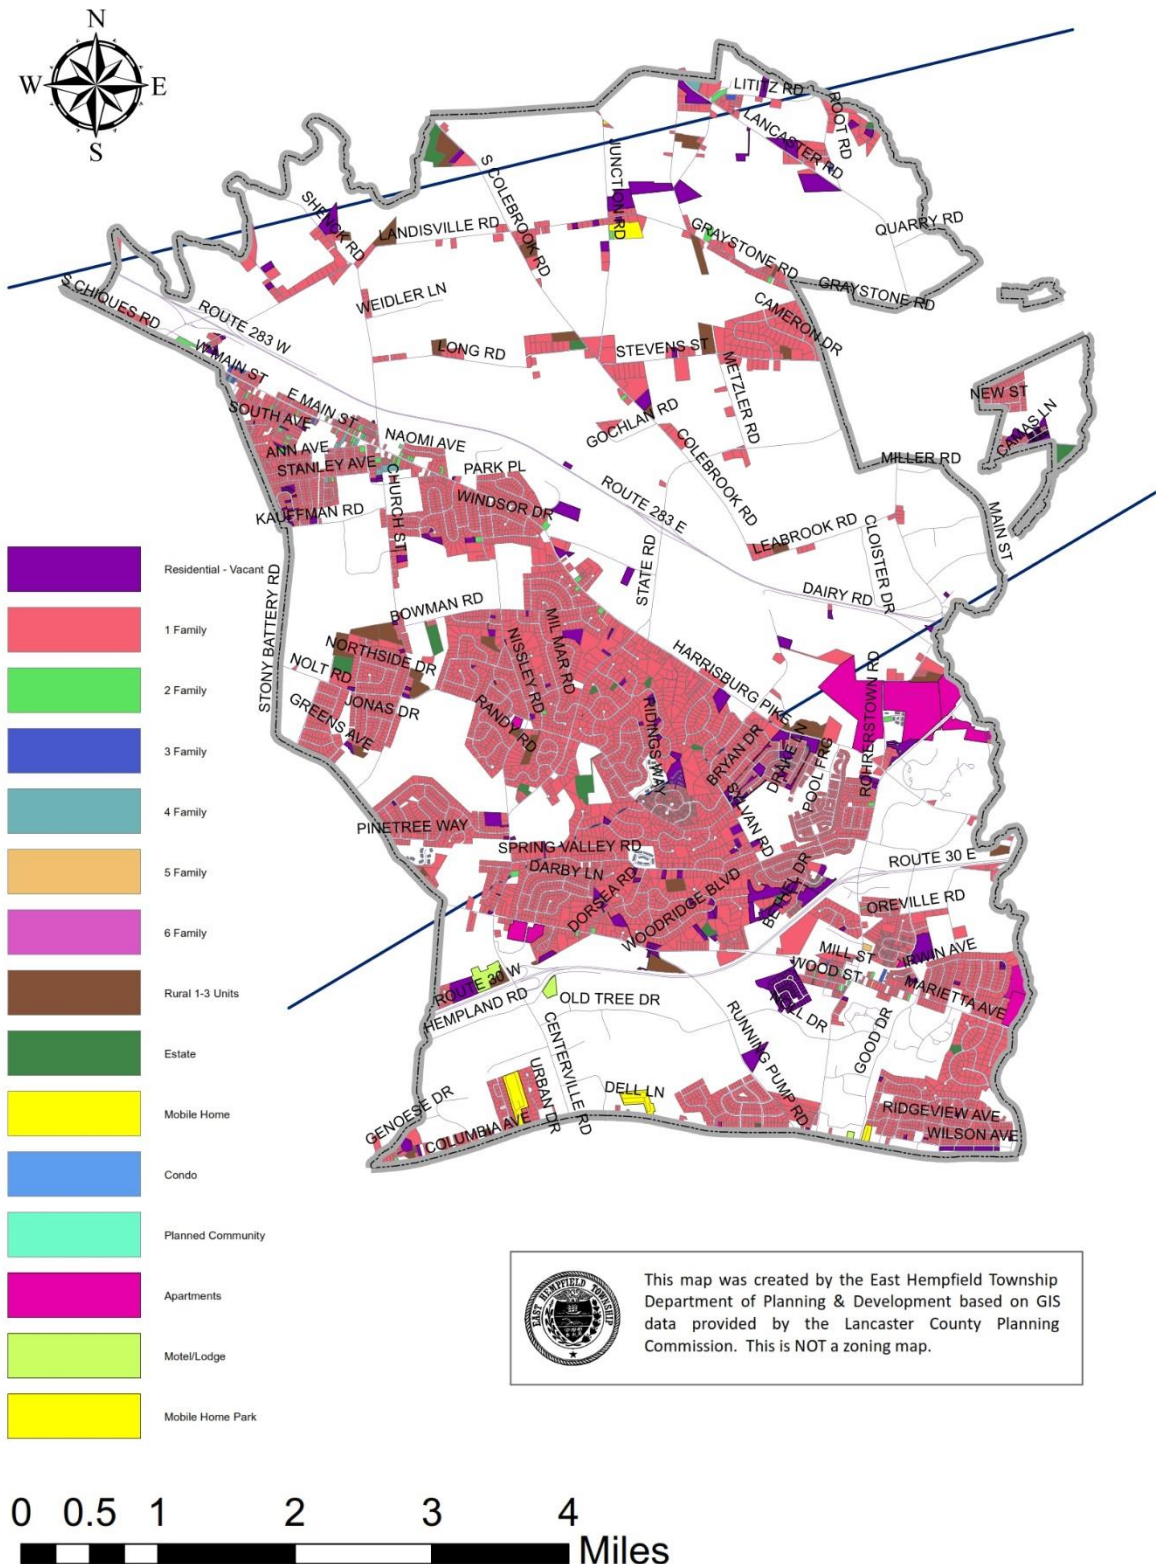 N
W
E
S
LITITZ RD
ROOT RD
LANCASTER RD
JUNCTION RD
S COLEBROOK RD
SHENCK RD
LANDISVILLE RD
QUARRY RD
GRAYSTONE RD
GRAYSTONE RD
S CHIQUES RD
WEIDLER LN
CAMERON DR
ROUTE 283 W
LONG RD
STEVENS ST
METZLER RD
W MAIN ST
E MAIN ST
NEW ST
SOUTH AVE
GOCHLAN RD
ANN AVE
NAOMI AVE
COLEBROOK RD
STANLEY AVE
PARK PL
MILLER RD
CHURCH ST
WINDSOR DR
ROUTE 283 E
KAUFFMAN RD
LEABROOK RD
CLOISTER DR
MAIN ST
STATE RD
DAIRY RD
STONY BATTERY RD
BOWMAN RD
MIL MAR RD
NISSLEY RD
NORTHSIDE DR
HARRISBURG PIKE
NOLT RD
JONAS DR
GREENS AVE
RANDY RD
RIDINGS WAY
BRYAN DR
DRAKE LN
POOL FRG
ROHRERSTOWN RD
SYLVAN RD
PINETREE WAY
SPRING VALLEY RD
DARBY LN
ROUTE 30 E
DORSEA RD
WOODRIDGE BLVD
BETHEL DR
OREVILLE RD
MILL ST
IRWIN AVE
WOOD ST
ROUTE 30 W
MARIETTA AVE
HEMPLAND RD
OLD TREE DR
CENTERVILLE RD
RUNNING PUMP RD
GOOD DR
URBAN DR
DELL LN
GENOESE DR
COLUMBIA AVE
RIDGEVIEW AVE
WILSON AVE
Residential - Vacant
1 Family
2 Family
3 Family
4 Family
5 Family
6 Family
Rural 1-3 Units
Estate
Mobile Home
Condo
Planned Community
Apartments
Motel/Lodge
Mobile Home Park
EAST HEMPFIELD TOWNSHIP
This map was created by the East Hempfield Township
Department of Planning & Development based on GIS
data provided by the Lancaster County Planning
Commission. This is NOT a zoning map.
0 0.5 1 2 3 4
Miles